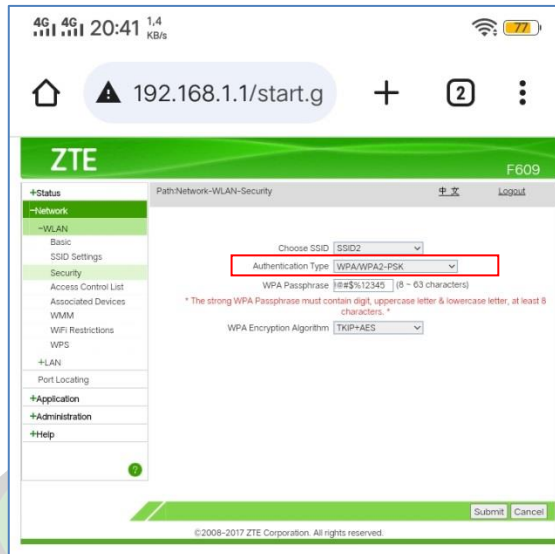 4G 4G 20:41 1,4 KB/s 77
192.168.1.1/start.g 2
ZTE
F609
+Status
Path:Network-WLAN-Security 中文 Logout
-Network
-WLAN
Basic
SSID Settings
Security
Access Control List
Associated Devices
WMM
WiFi Restrictions
WPS
+LAN
Port Locating
+Application
+Administration
+Help
?
Choose SSID SSID2
Authentication Type WPA/WPA2-PSK
WPA Passphrase !@#$%12345 (8 ~ 63 characters)
* The strong WPA Passphrase must contain digit, uppercase letter & lowercase letter, at least 8
characters. *
WPA Encryption Algorithm TKIP+AES
Submit Cancel
©2008-2017 ZTE Corporation. All rights reserved.